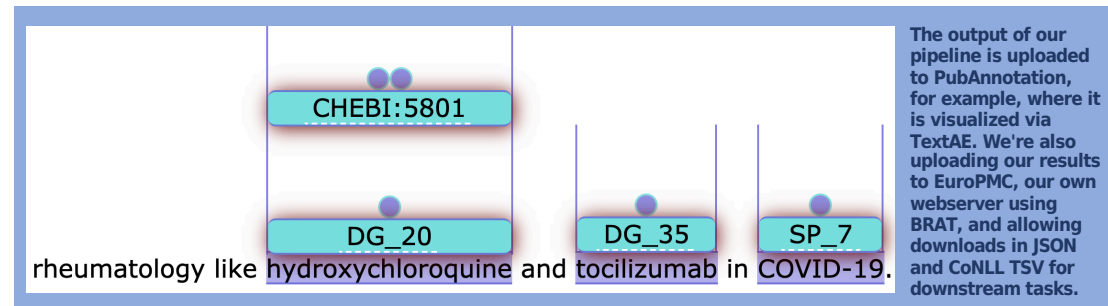 CHEBI:5801
DG_20
DG_35
SP_7
rheumatology like hydroxychloroquine and tocilizumab in COVID-19.
The output of our
pipeline is uploaded
to PubAnnotation,
for example, where it
is visualized via
TextAE. We're also
uploading our results
to EuroPMC, our own
webserver using
BRAT, and allowing
downloads in JSON
and CoNLL TSV for
downstream tasks.